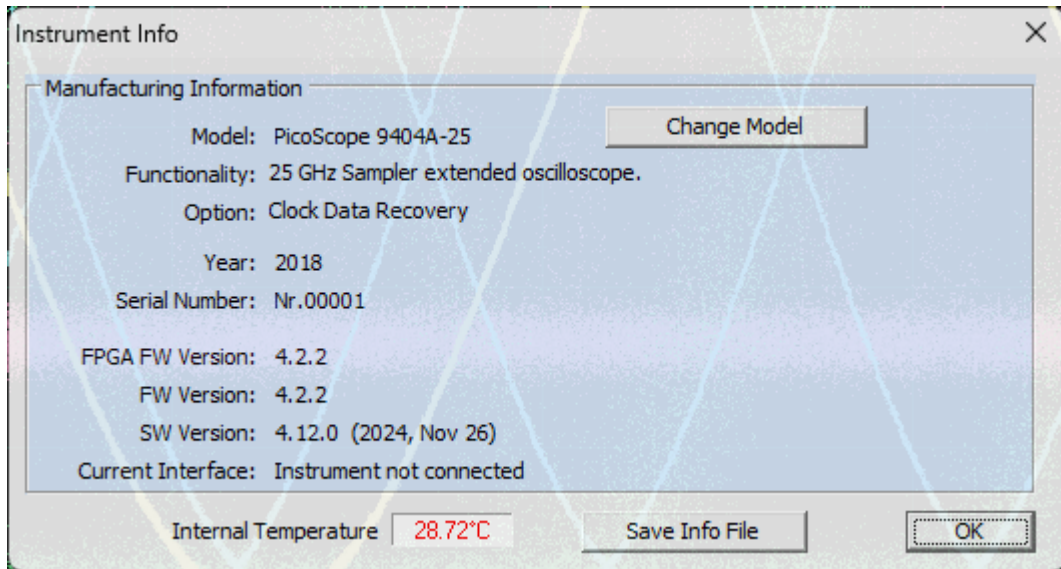 Instrument Info
Manufacturing Information
Model: PicoScope 9404A-25
Change Model
Functionality: 25 GHz Sampler extended oscilloscope.
Option: Clock Data Recovery
Year: 2018
Serial Number: Nr.00001
FPGA FW Version: 4.2.2
FW Version: 4.2.2
SW Version: 4.12.0 (2024, Nov 26)
Current Interface: Instrument not connected
Internal Temperature 28.72°C Save Info File OK